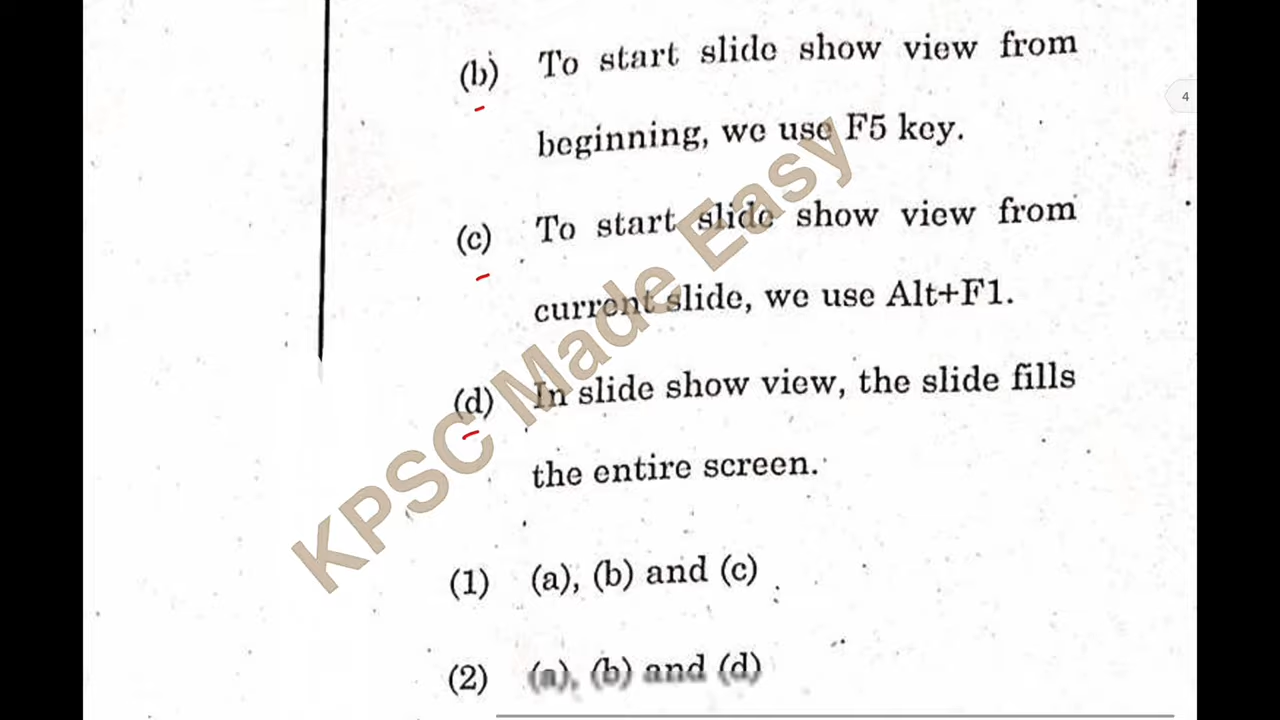 (b) To start slide show view from
beginning, we use F5 key.
(c) To start slide show view from
current slide, we use Alt+F1.
(d) In slide show view, the slide fills
the entire screen.
(1) (a), (b) and (c)
(2) (a), (b) and (d)
KPSC Made Easy
4